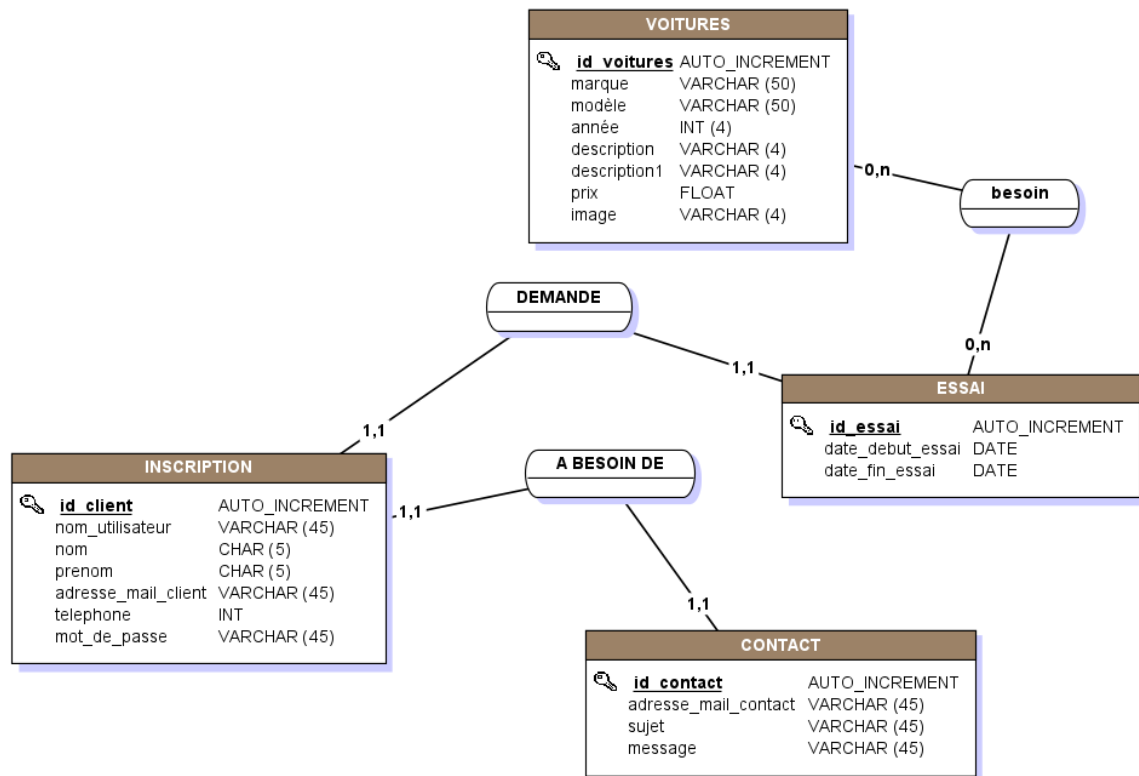 VOITURES
id_voitures AUTO_INCREMENT
marque VARCHAR (50)
modèle VARCHAR (50)
année INT (4)
description VARCHAR (4)
description1 VARCHAR (4)
prix FLOAT
image VARCHAR (4)
0,n
besoin
0,n
DEMANDE
1,1
1,1
ESSAI
id_essai AUTO_INCREMENT
date_debut_essai DATE
date_fin_essai DATE
INSCRIPTION
id_client AUTO_INCREMENT
nom_utilisateur VARCHAR (45)
nom CHAR (5)
prenom CHAR (5)
adresse_mail_client VARCHAR (45)
telephone INT
mot_de_passe VARCHAR (45)
A BESOIN DE
1,1
1,1
CONTACT
id_contact AUTO_INCREMENT
adresse_mail_contact VARCHAR (45)
sujet VARCHAR (45)
message VARCHAR (45)